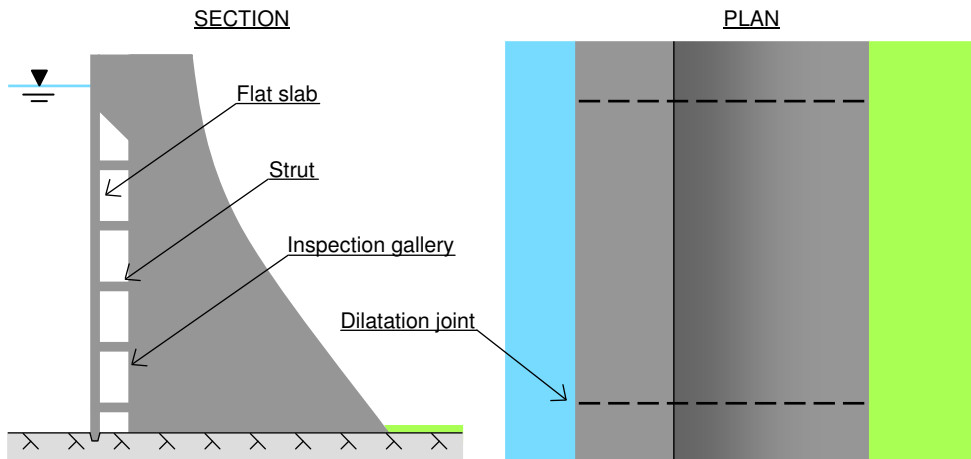 SECTION
PLAN
Flat slab
Strut
Inspection gallery
Dilatation joint